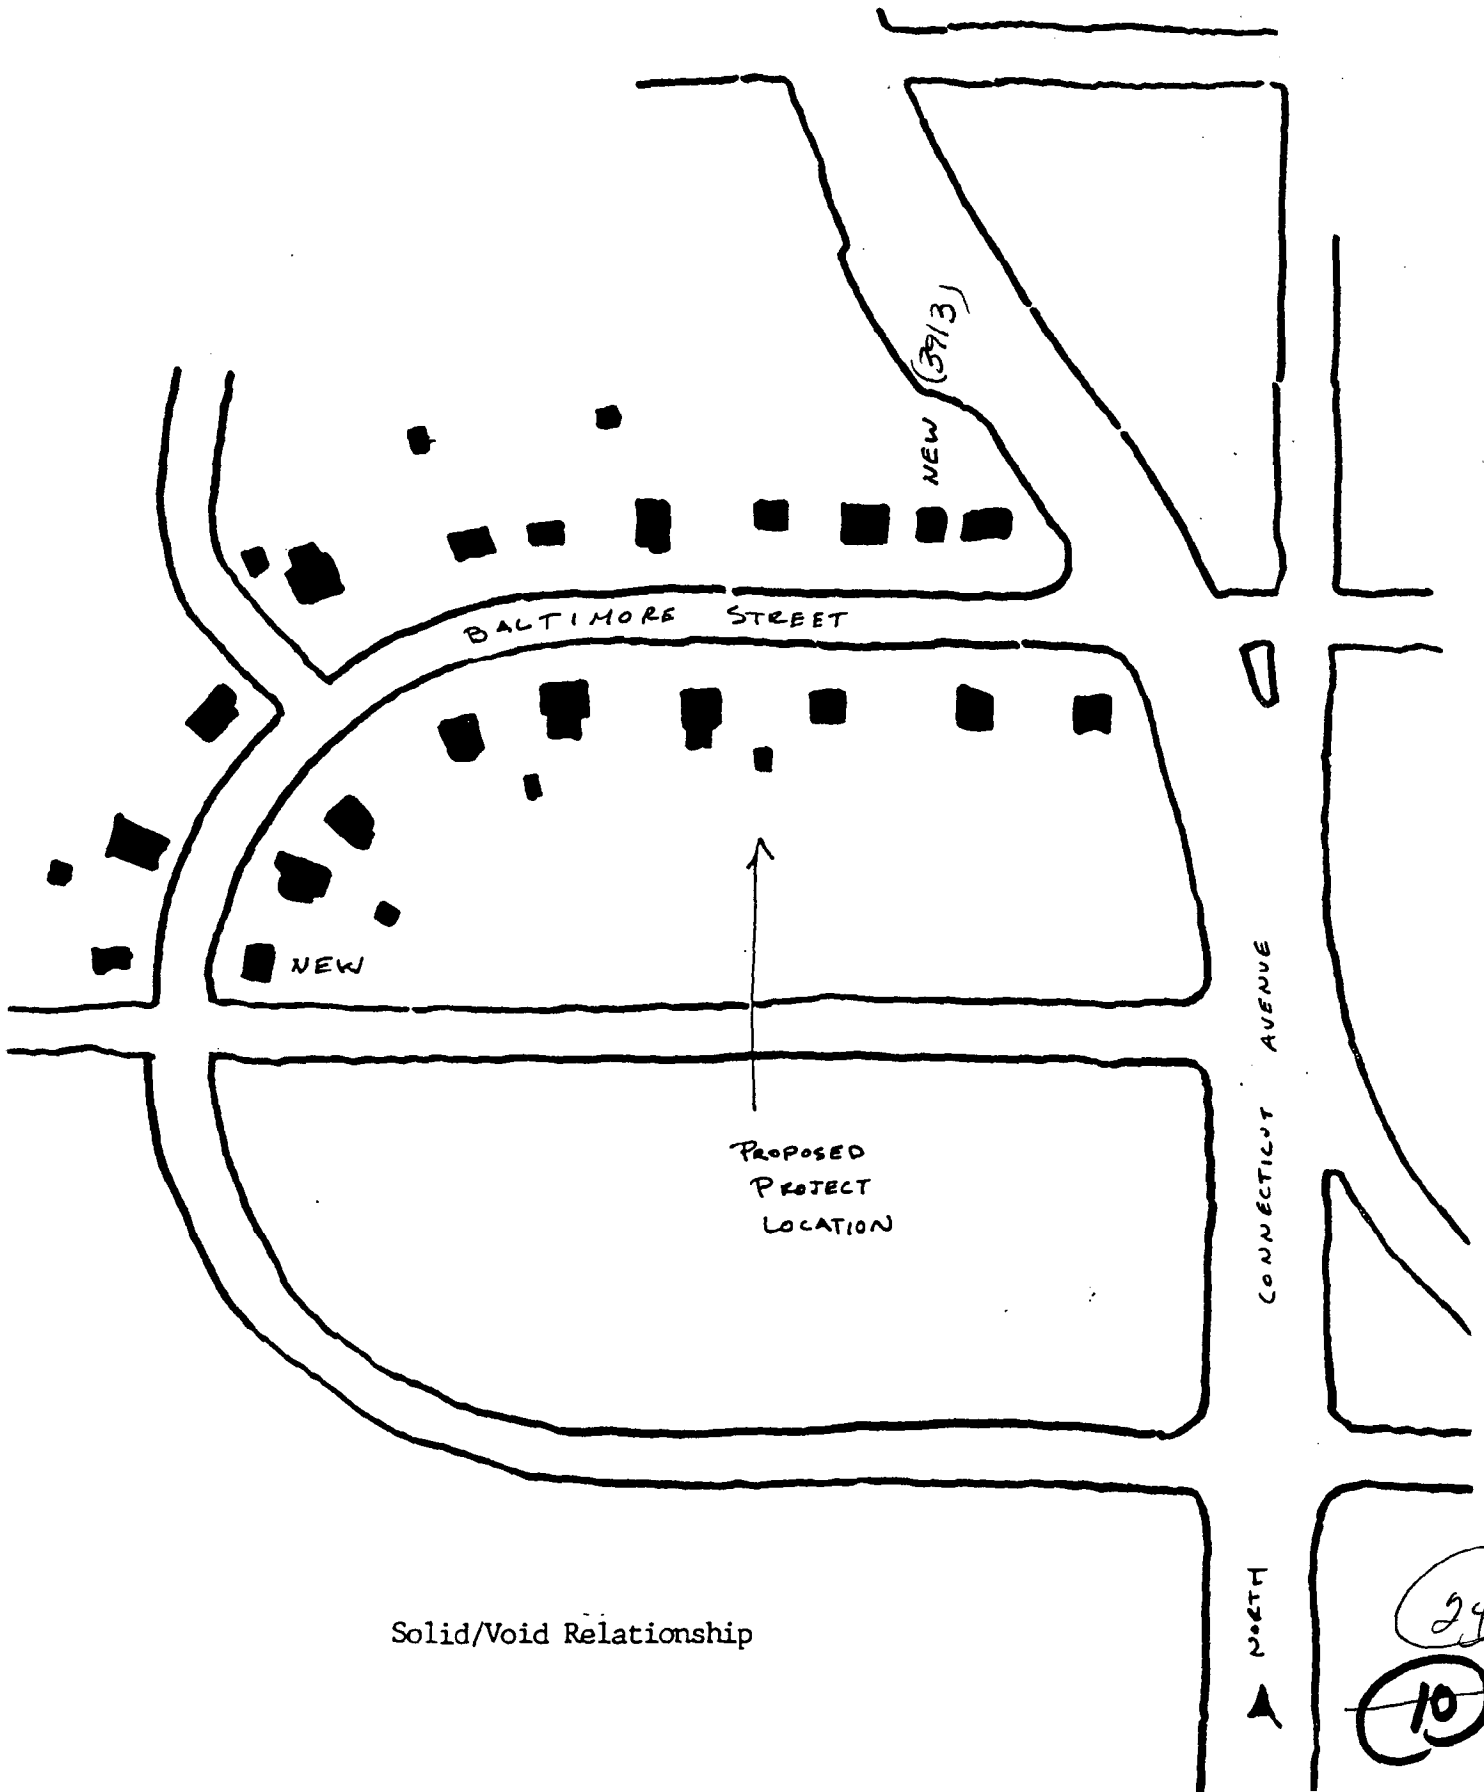 NEW (3913)
BALTIMORE STREET
NEW
CONNECTICUT AVENUE
PROPOSED
PROJECT
LOCATION
NORTH
Solid/Void Relationship
10